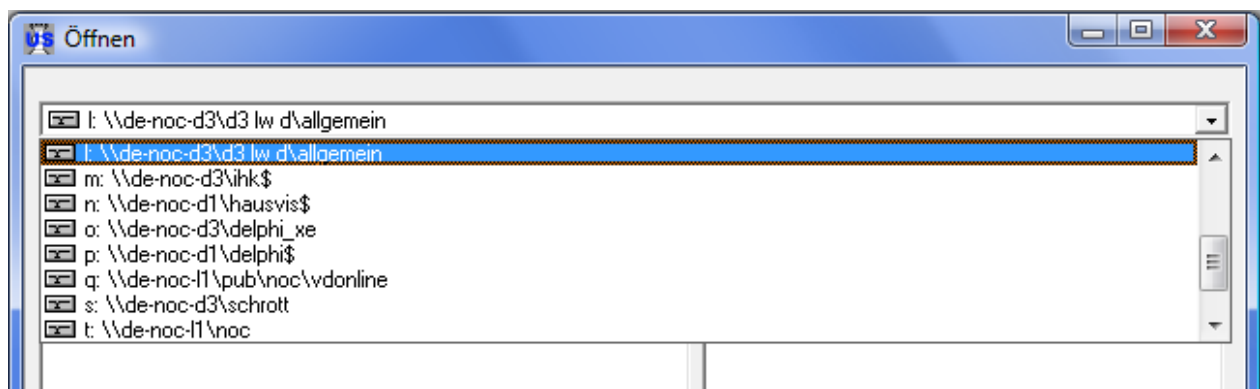 US Öffnen
l: \\de-noc-d3\d3 lw d\allgemein
l: \\de-noc-d3\d3 lw d\allgemein
m: \\de-noc-d3\ihk$
n: \\de-noc-d1\hausvis$
o: \\de-noc-d3\delphi_xe
p: \\de-noc-d1\delphi$
q: \\de-noc-l1\pub\noc\vdonline
s: \\de-noc-d3\schrott
t: \\de-noc-l1\noc